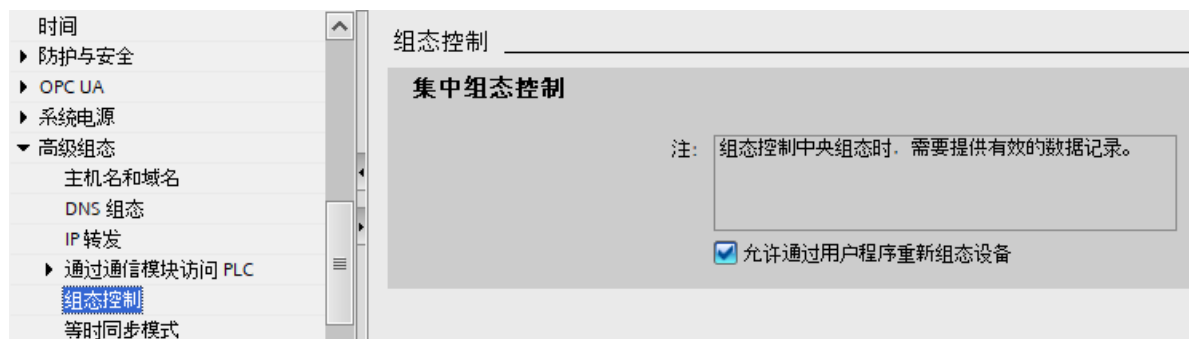 时间
防护与安全
OPC UA
系统电源
高级组态
主机名和域名
DNS 组态
IP 转发
通过通信模块访问 PLC
组态控制
等时同步模式
组态控制
集中组态控制
注: 组态控制中央组态时，需要提供有效的数据记录。
允许通过用户程序重新组态设备